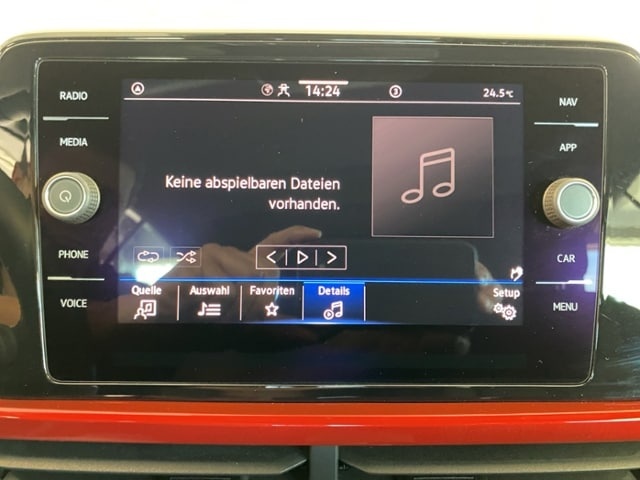 RADIO
MEDIA
PHONE
VOICE
14:24
3
24.5°C
Keine abspielbaren Dateien
vorhanden.
Quelle
Auswahl
Favoriten
Details
Setup
NAV
APP
CAR
MENU